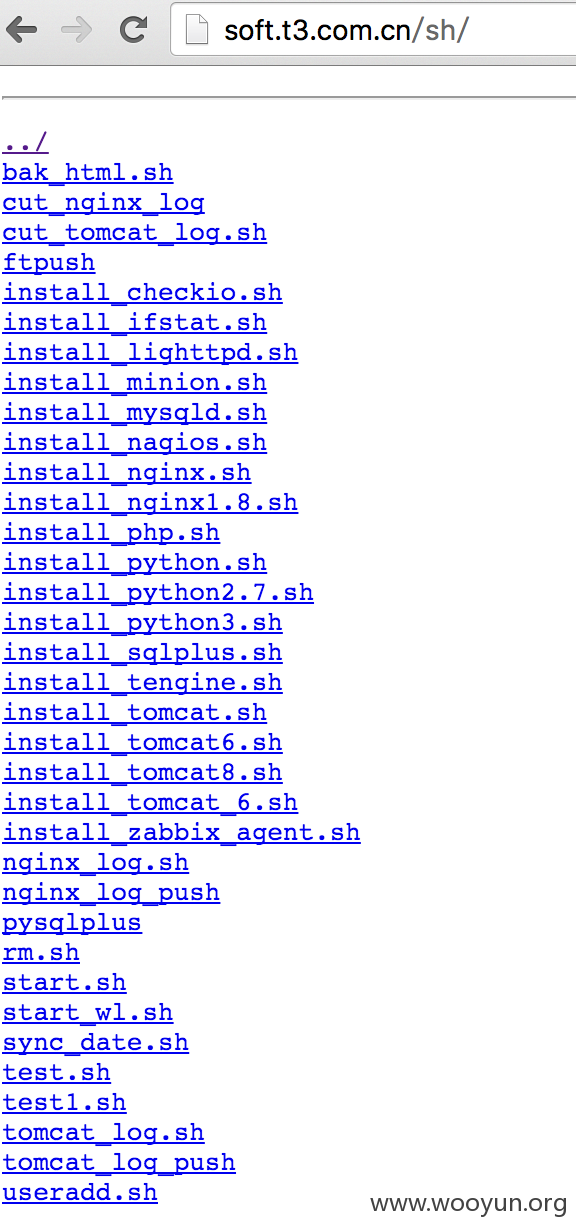 soft.t3.com.cn/sh/
../
bak_html.sh
cut_nginx_log
cut_tomcat_log.sh
ftpush
install_checkio.sh
install_ifstat.sh
install_lighttpd.sh
install_minion.sh
install_mysqld.sh
install_nagios.sh
install_nginx.sh
install_nginx1.8.sh
install_php.sh
install_python.sh
install_python2.7.sh
install_python3.sh
install_sqlplus.sh
install_tengine.sh
install_tomcat.sh
install_tomcat6.sh
install_tomcat8.sh
install_tomcat_6.sh
install_zabbix_agent.sh
nginx_log.sh
nginx_log_push
pysqlplus
rm.sh
start.sh
start_wl.sh
sync_date.sh
test.sh
test1.sh
tomcat_log.sh
tomcat_log_push
useradd.sh
www.wooyun.org